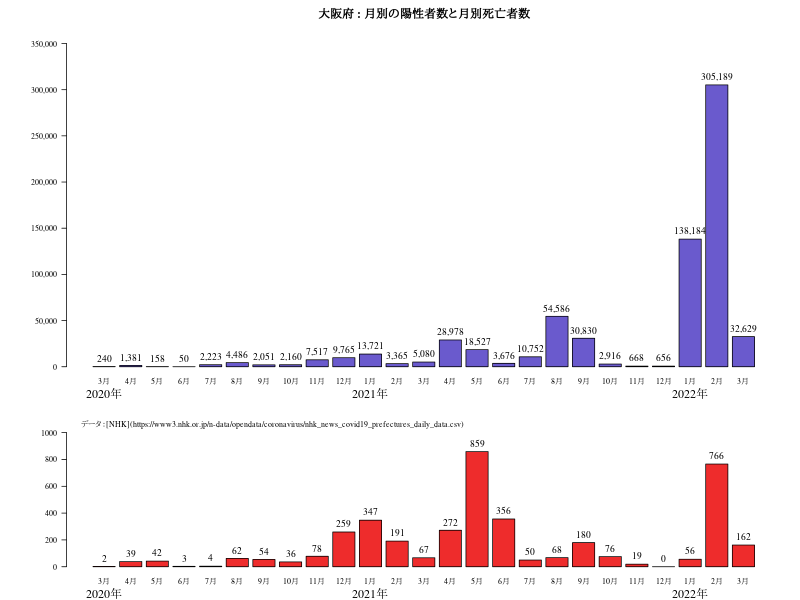 大阪府 : 月別の陽性者数と月別死亡者数
350,000
300,000
250,000
200,000
150,000
100,000
50,000
0
240 1,381 158 50 2,223 4,486 2,051 2,160 7,517 9,765 13,721 3,365 5,080 28,978 18,527 3,676 10,752 54,586 30,830 2,916 668 656 138,184 305,189 32,629
3月 4月 5月 6月 7月 8月 9月 10月 11月 12月 1月 2月 3月 4月 5月 6月 7月 8月 9月 10月 11月 12月 1月 2月 3月
2020年 2021年 2022年
データ : [NHK](https://www3.nhk.or.jp/n-data/opendata/coronavirus/nhk_news_covid19_prefectures_daily_data.csv)
1000
800
600
400
200
0
2 39 42 3 4 62 54 36 78 259 347 191 67 272 859 356 50 68 180 76 19 0 56 766 162
3月 4月 5月 6月 7月 8月 9月 10月 11月 12月 1月 2月 3月 4月 5月 6月 7月 8月 9月 10月 11月 12月 1月 2月 3月
2020年 2021年 2022年